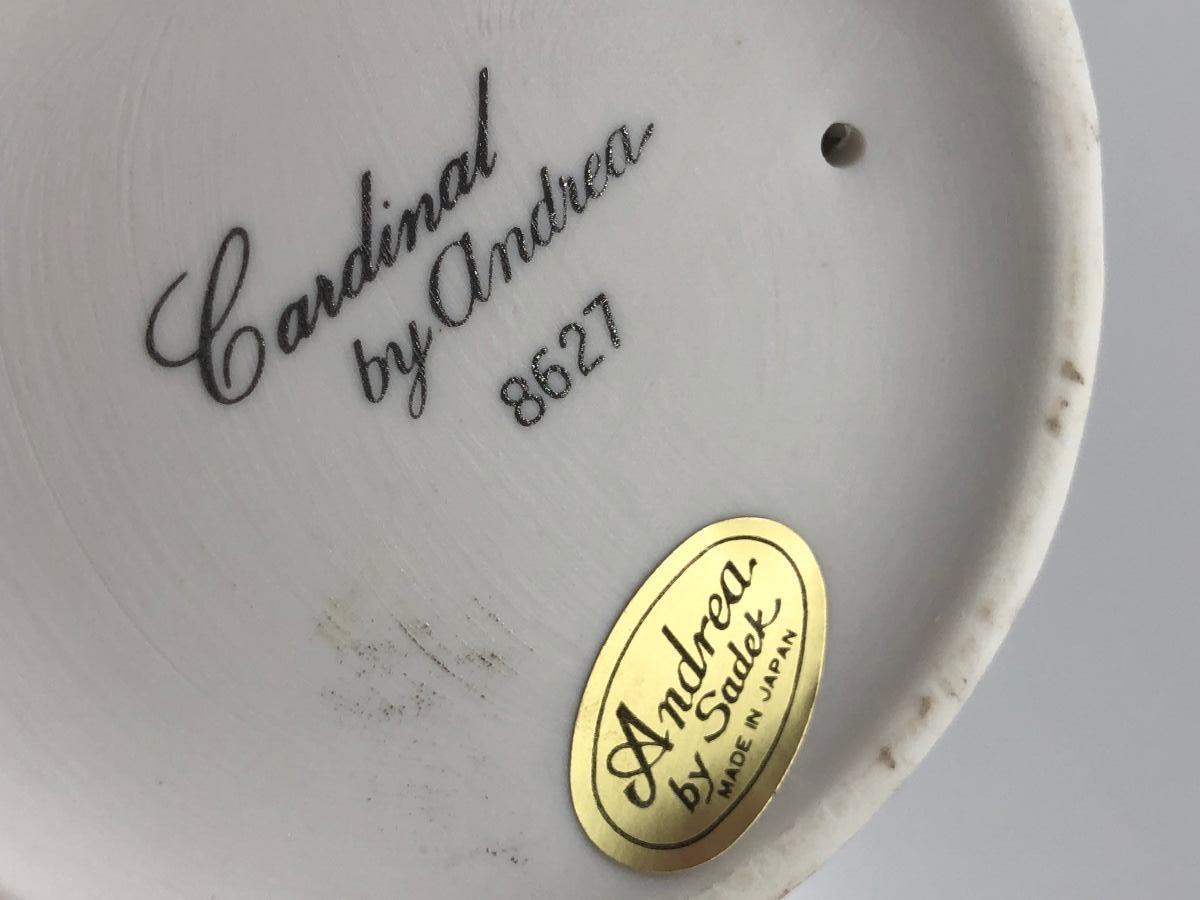 Cardinal
by Andrea
8627
Andrea
by Sadek
MADE IN JAPAN